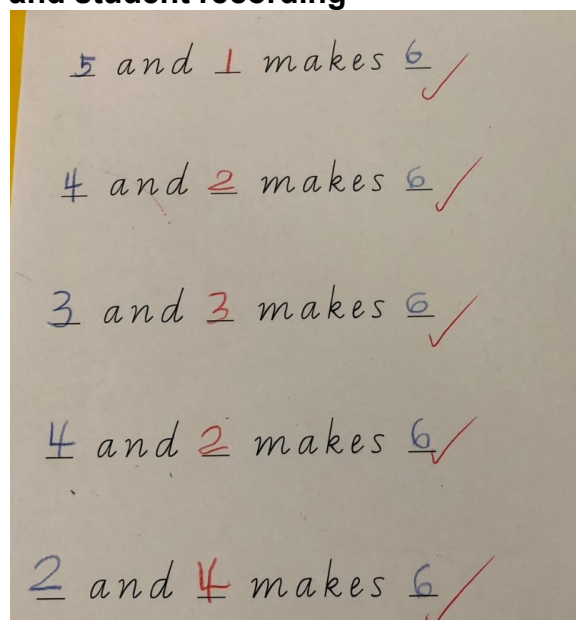 and student recording
5 and 1 makes 6
4 and 2 makes 6
3 and 3 makes 6
4 and 2 makes 6
2 and 4 makes 6